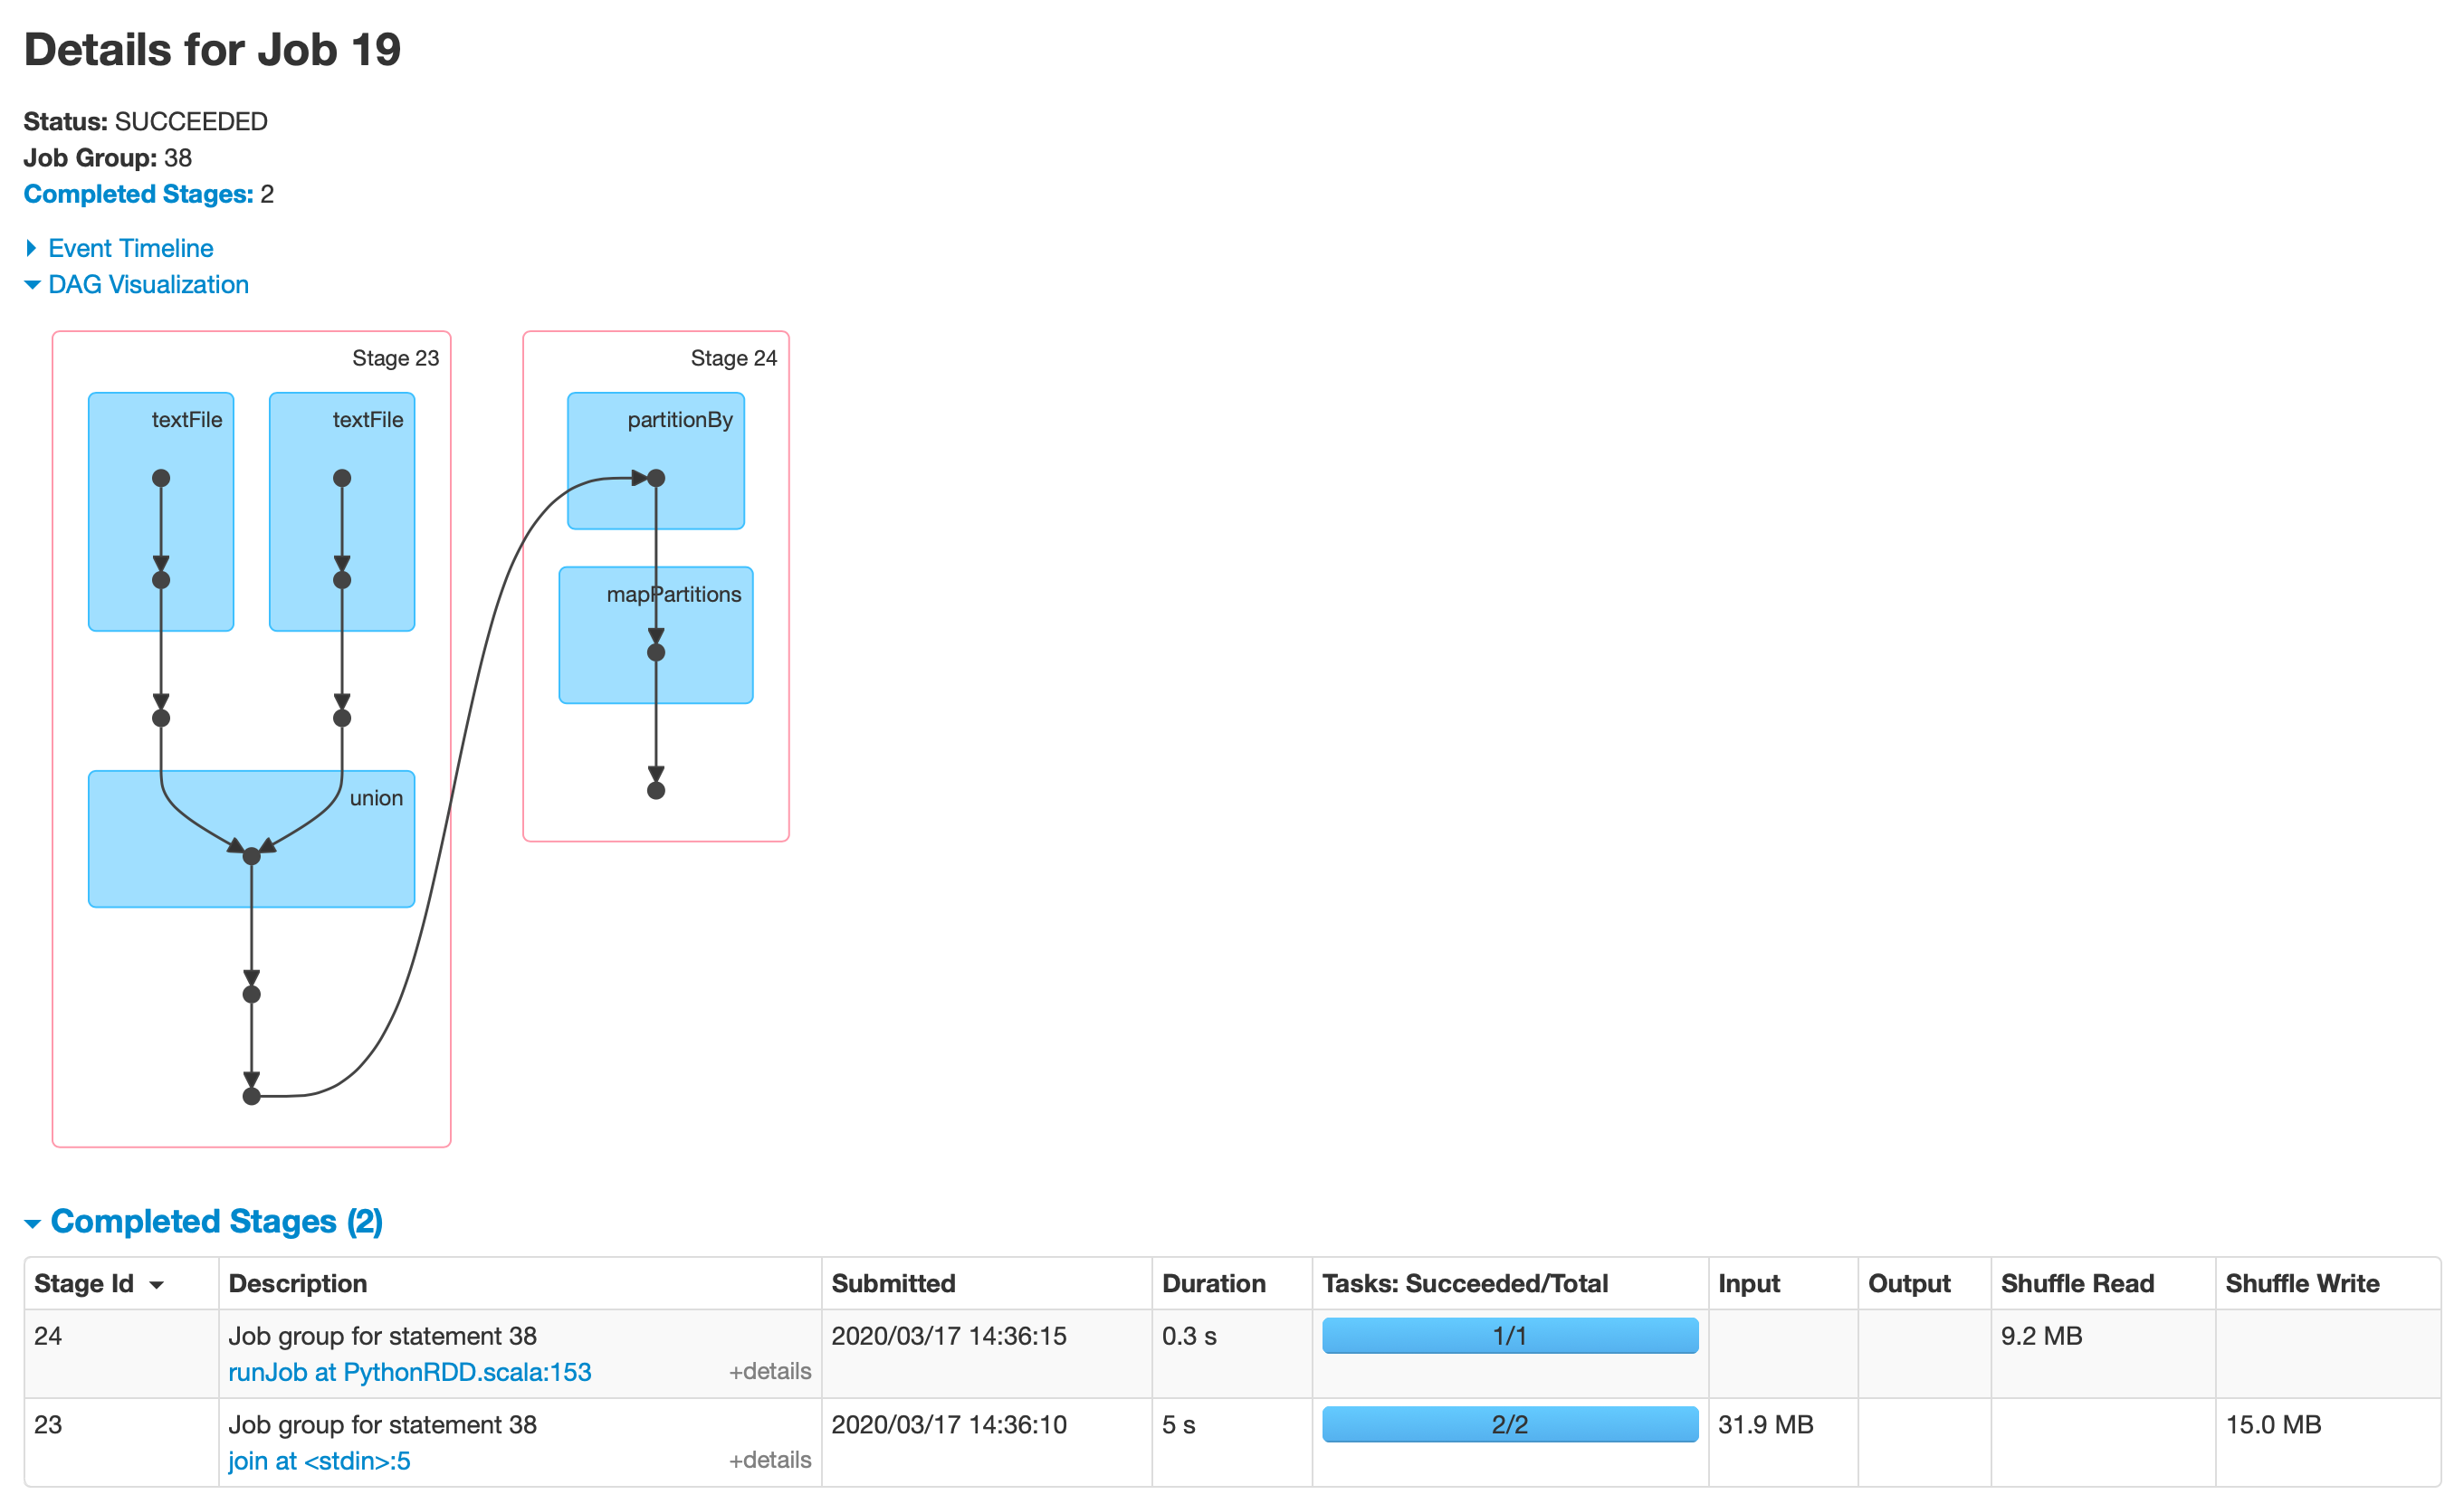 Details for Job 19
Status: SUCCEEDED
Job Group: 38
Completed Stages: 2
Event Timeline
DAG Visualization
Stage 23
textFile
textFile
union
Stage 24
partitionBy
mapPartitions
Completed Stages (2)
Stage Id Description Submitted Duration Tasks: Succeeded/Total Input Output Shuffle Read Shuffle Write
24 Job group for statement 38 2020/03/17 14:36:15 0.3 s 1/1 9.2 MB
runJob at PythonRDD.scala:153 +details
23 Job group for statement 38 2020/03/17 14:36:10 5 s 2/2 31.9 MB 15.0 MB
join at <stdin>:5 +details